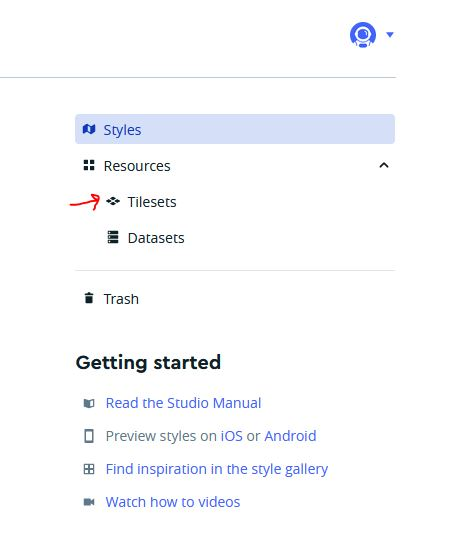 Styles
Resources
Tilesets
Datasets
Trash
Getting started
Read the Studio Manual
Preview styles on iOS or Android
Find inspiration in the style gallery
Watch how to videos